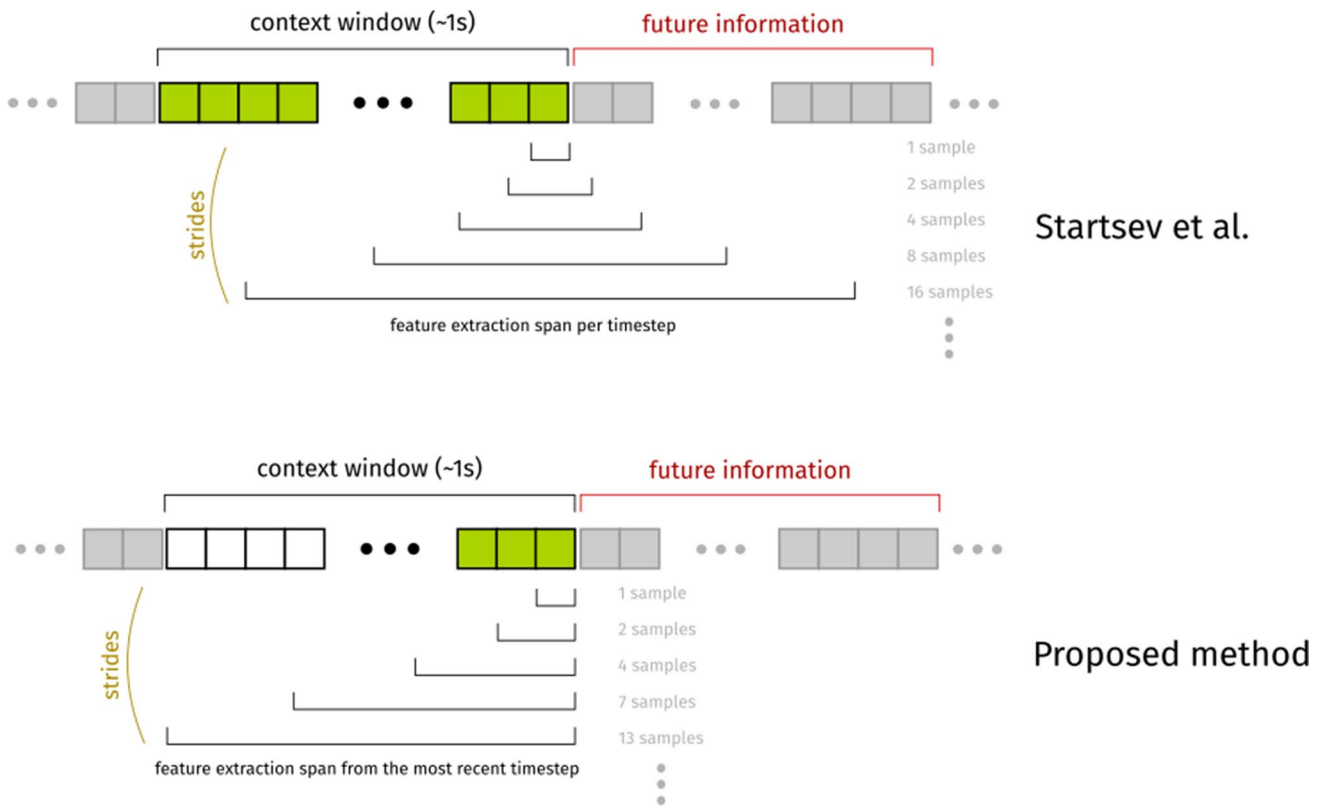 context window (~1s)
future information
1 sample
2 samples
4 samples
8 samples
16 samples
strides
feature extraction span per timestep
Startsev et al.
context window (~1s)
future information
1 sample
2 samples
4 samples
7 samples
13 samples
strides
feature extraction span from the most recent timestep
Proposed method